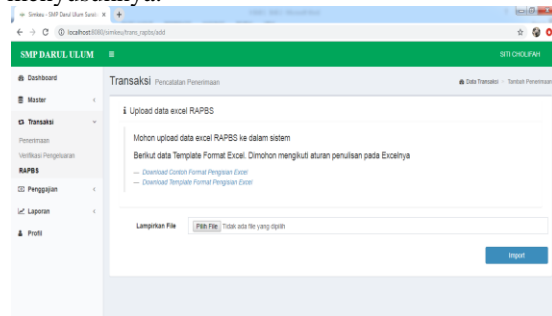 menyusunnya.
Simkeu - SMP Darul Ulum Surab
localhost:8080/simkeu/trans_rapbs/add
SMP DARUL ULUM
SITI CHOLIFAH
Dashboard
Master
Transaksi
Penerimaan
Verifikasi Pengeluaran
RAPBS
Penggajian
Laporan
Profil
Transaksi Pencatatan Penerimaan
Data Transaksi > Tambah Penerimaan
i Upload data excel RAPBS
Mohon upload data excel RAPBS ke dalam sistem
Berikut data Template Format Excel. Dimohon mengikuti aturan penulisan pada Excelnya
— Download Contoh Format Pengisian Excel
— Download Template Format Pengisian Excel
Lampirkan File
Pilih File Tidak ada file yang dipilih
Import